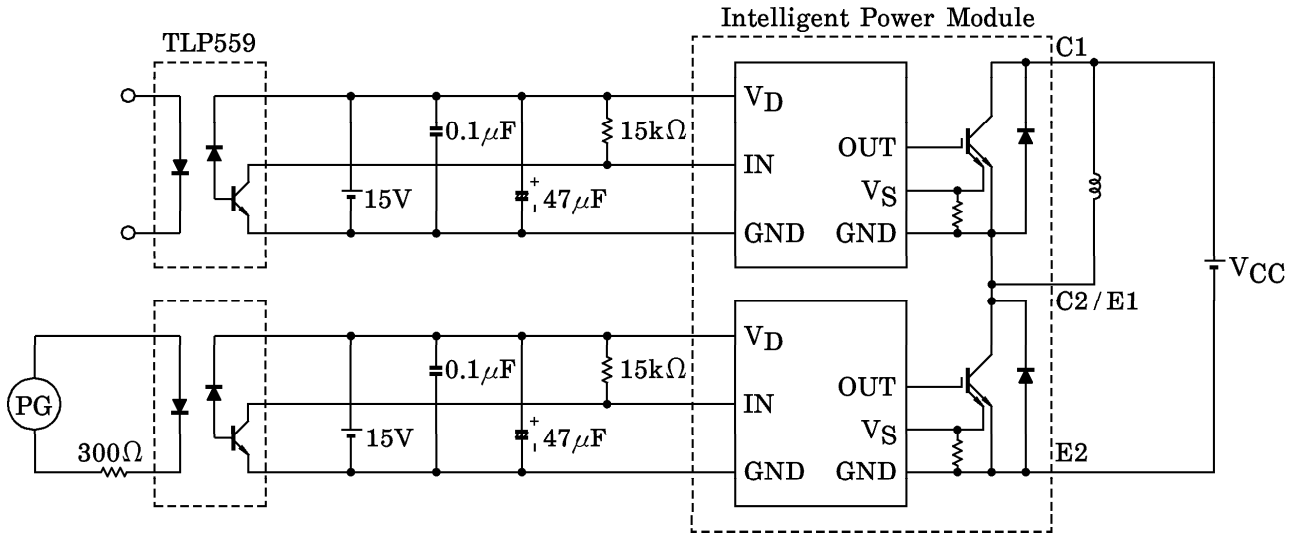 Intelligent Power Module
TLP559
C1
VD
0.1μF
15kΩ
OUT
IN
VS
15V
47μF
+
-
GND
GND
VCC
C2/E1
VD
0.1μF
15kΩ
OUT
PG
IN
VS
15V
47μF
+
-
300Ω
E2
GND
GND